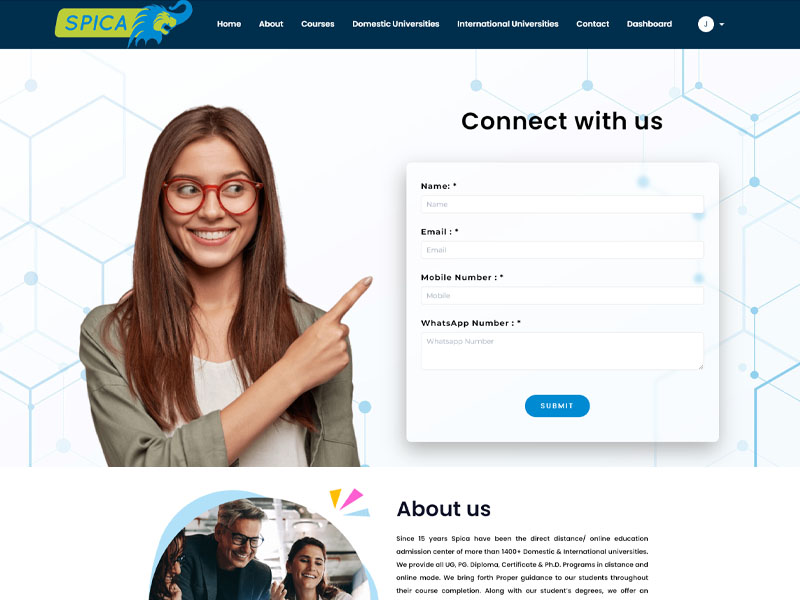 SPICA
Home About Courses Domestic Universities International Universities Contact Dashboard J
Connect with us
Name: *
Name
Email : *
Email
Mobile Number : *
Mobile
WhatsApp Number : *
Whatsapp Number
SUBMIT
About us
Since 15 years Spica have been the direct distance/ online education
admission center of more than 1400+ Domestic & International universities.
We provide all UG, PG. Diploma, Certificate & Ph.D. Programs in distance and
online mode. We bring forth Proper guidance to our students throughout
their course completion. Along with our student's degrees, we offer an